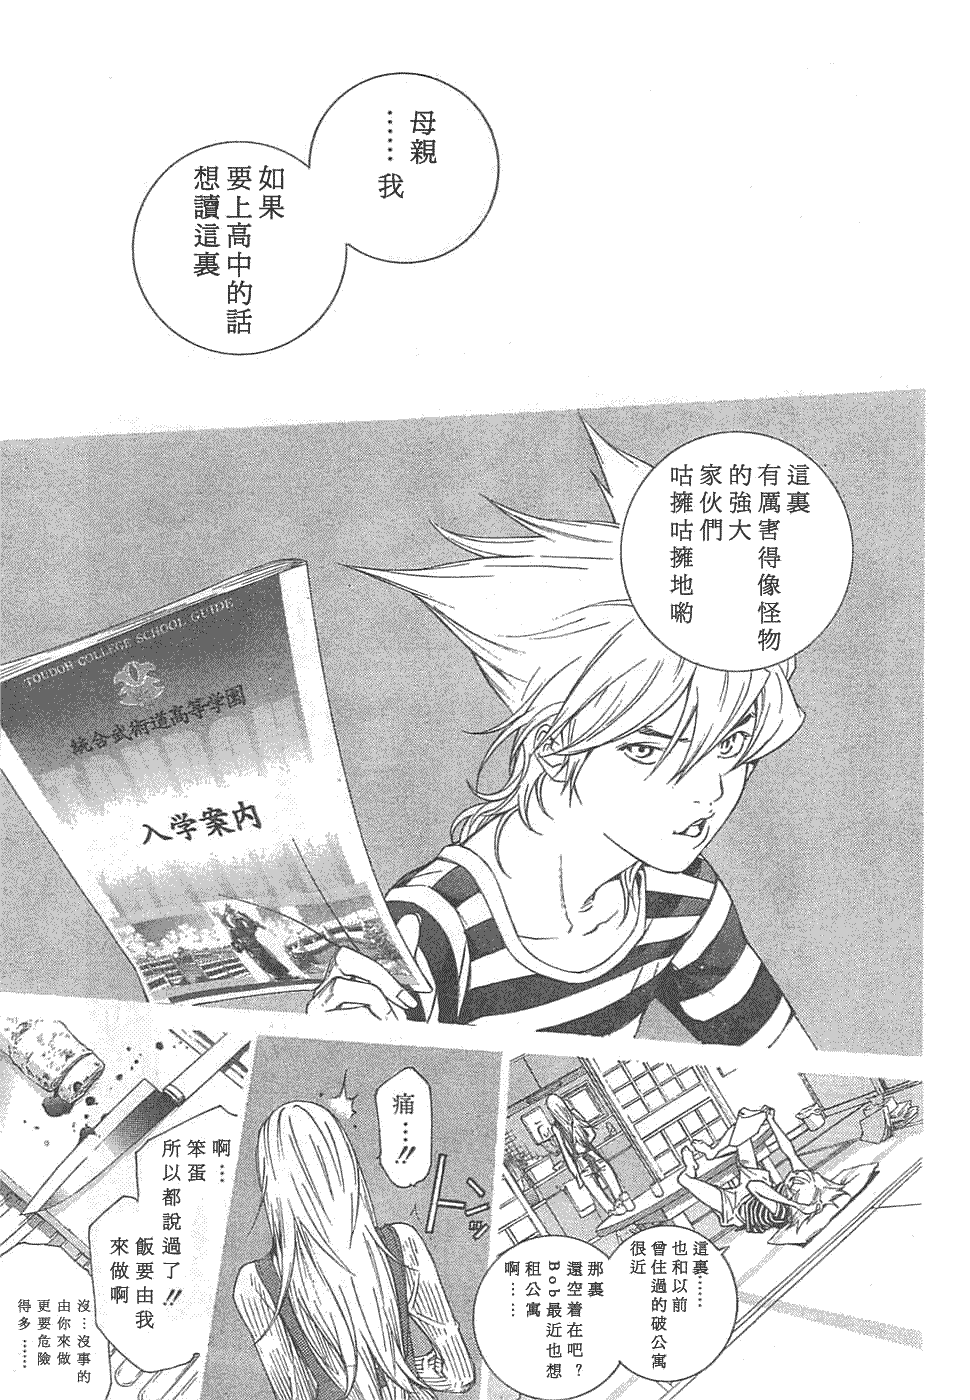 母親
……我
如果
要上高中的話
想讀這裏
這裏
有厲害得像怪物
的強大
家伙們
咕擁咕擁地喲
TOUDOH COLLEGE SCHOOL GUIDE
統合武術道高等学園
入学案内
這裏……
也和以前
曾住過的破公寓
很近
那裏
還空着在吧？
Bob最近也想
租公寓
啊……
痛…!!
啊…
笨蛋
所以都說過了!!
飯要由我
來做啊
沒…沒事的
由你來做
更要危險
得多……